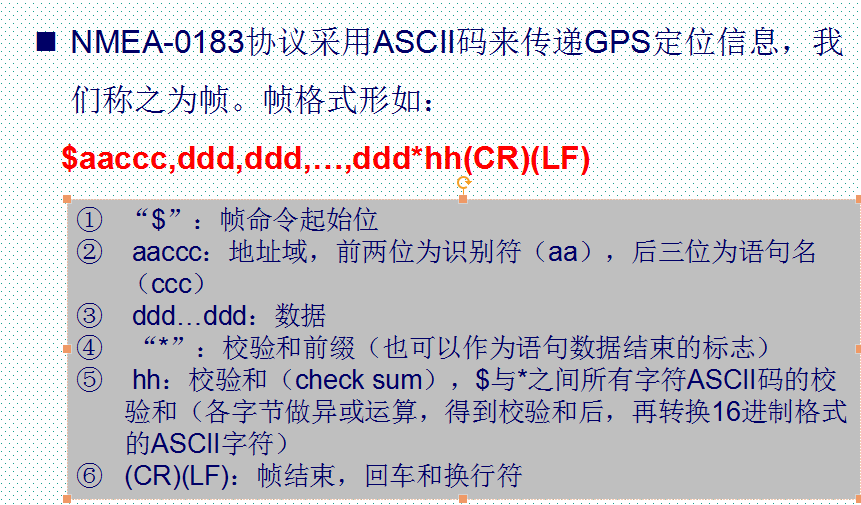 ■ NMEA-0183协议采用ASCII码来传递GPS定位信息，我
们称之为帧。帧格式形如：
$aaccc,ddd,ddd,…,ddd*hh(CR)(LF)
① “$”：帧命令起始位
② aaccc：地址域，前两位为识别符（aa），后三位为语句名
（ccc）
③ ddd…ddd：数据
④ “*”：校验和前缀（也可以作为语句数据结束的标志）
⑤ hh：校验和（check sum），$与*之间所有字符ASCII码的校
验和（各字节做异或运算，得到校验和后，再转换16进制格式
的ASCII字符）
⑥ (CR)(LF)：帧结束，回车和换行符